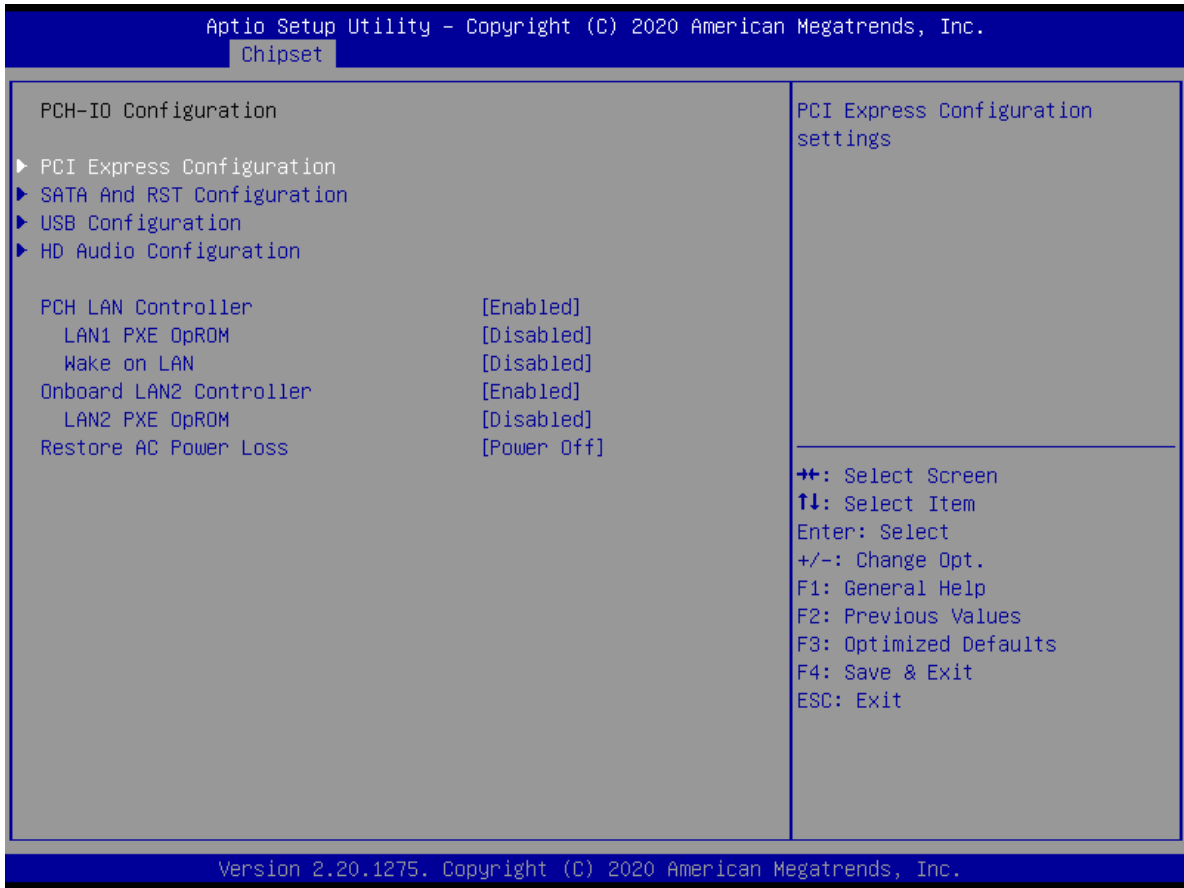 Aptio Setup Utility – Copyright (C) 2020 American Megatrends, Inc.
Chipset
PCH-IO Configuration
PCI Express Configuration
SATA And RST Configuration
USB Configuration
HD Audio Configuration
PCH LAN Controller [Enabled]
LAN1 PXE OpROM [Disabled]
Wake on LAN [Disabled]
Onboard LAN2 Controller [Enabled]
LAN2 PXE OpROM [Disabled]
Restore AC Power Loss [Power Off]
PCI Express Configuration
settings
→←: Select Screen
↑↓: Select Item
Enter: Select
+/-: Change Opt.
F1: General Help
F2: Previous Values
F3: Optimized Defaults
F4: Save & Exit
ESC: Exit
Version 2.20.1275. Copyright (C) 2020 American Megatrends, Inc.